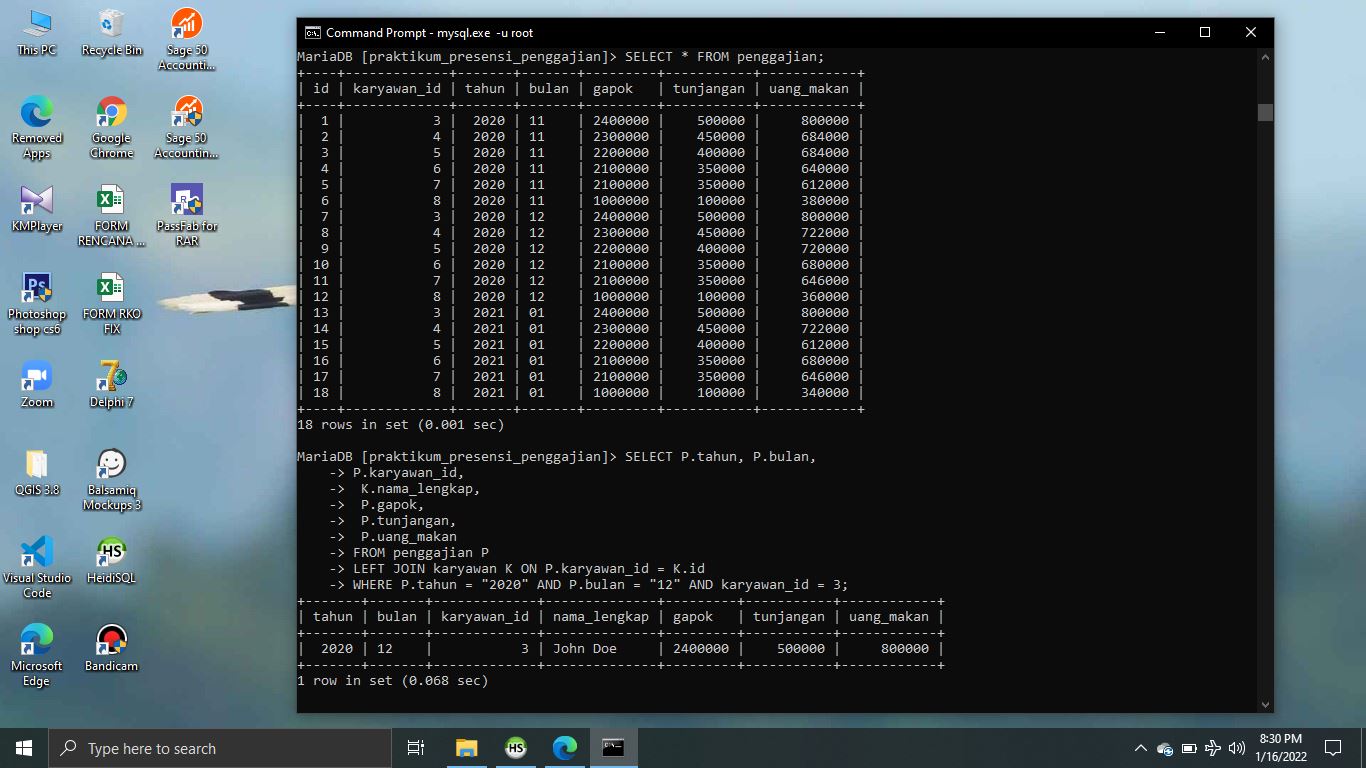 This PC
Recycle Bin
Sage 50
Accounti...
Removed
Apps
Google
Chrome
Sage 50
Accountin...
KMPlayer
FORM
RENCANA ...
PassFab for
RAR
Photoshop
shop cs6
FORM RKO
FIX
Zoom
Delphi 7
QGIS 3.8
Balsamiq
Mockups 3
Visual Studio
Code
HeidiSQL
Microsoft
Edge
Bandicam
Command Prompt - mysql.exe -u root
MariaDB [praktikum_presensi_penggajian]> SELECT * FROM penggajian;
+----+-------------+-------+-------+---------+-----------+------------+
| id | karyawan_id | tahun | bulan | gapok   | tunjangan | uang_makan |
+----+-------------+-------+-------+---------+-----------+------------+
|  1 |           3 |  2020 | 11    | 2400000 |    500000 |     800000 |
|  2 |           4 |  2020 | 11    | 2300000 |    450000 |     684000 |
|  3 |           5 |  2020 | 11    | 2200000 |    400000 |     684000 |
|  4 |           6 |  2020 | 11    | 2100000 |    350000 |     640000 |
|  5 |           7 |  2020 | 11    | 2100000 |    350000 |     612000 |
|  6 |           8 |  2020 | 11    | 1000000 |    100000 |     380000 |
|  7 |           3 |  2020 | 12    | 2400000 |    500000 |     800000 |
|  8 |           4 |  2020 | 12    | 2300000 |    450000 |     722000 |
|  9 |           5 |  2020 | 12    | 2200000 |    400000 |     720000 |
| 10 |           6 |  2020 | 12    | 2100000 |    350000 |     680000 |
| 11 |           7 |  2020 | 12    | 2100000 |    350000 |     646000 |
| 12 |           8 |  2020 | 12    | 1000000 |    100000 |     360000 |
| 13 |           3 |  2021 | 01    | 2400000 |    500000 |     800000 |
| 14 |           4 |  2021 | 01    | 2300000 |    450000 |     722000 |
| 15 |           5 |  2021 | 01    | 2200000 |    400000 |     612000 |
| 16 |           6 |  2021 | 01    | 2100000 |    350000 |     680000 |
| 17 |           7 |  2021 | 01    | 2100000 |    350000 |     646000 |
| 18 |           8 |  2021 | 01    | 1000000 |    100000 |     340000 |
+----+-------------+-------+-------+---------+-----------+------------+
18 rows in set (0.001 sec)
MariaDB [praktikum_presensi_penggajian]> SELECT P.tahun, P.bulan,
    -> P.karyawan_id,
    ->  K.nama_lengkap,
    ->  P.gapok,
    ->  P.tunjangan,
    ->  P.uang_makan
    -> FROM penggajian P
    -> LEFT JOIN karyawan K ON P.karyawan_id = K.id
    -> WHERE P.tahun = "2020" AND P.bulan = "12" AND karyawan_id = 3;
+-------+-------+-------------+--------------+---------+-----------+------------+
| tahun | bulan | karyawan_id | nama_lengkap | gapok   | tunjangan | uang_makan |
+-------+-------+-------------+--------------+---------+-----------+------------+
|  2020 | 12    |           3 | John Doe     | 2400000 |    500000 |     800000 |
+-------+-------+-------------+--------------+---------+-----------+------------+
1 row in set (0.068 sec)
Type here to search
8:30 PM
1/16/2022